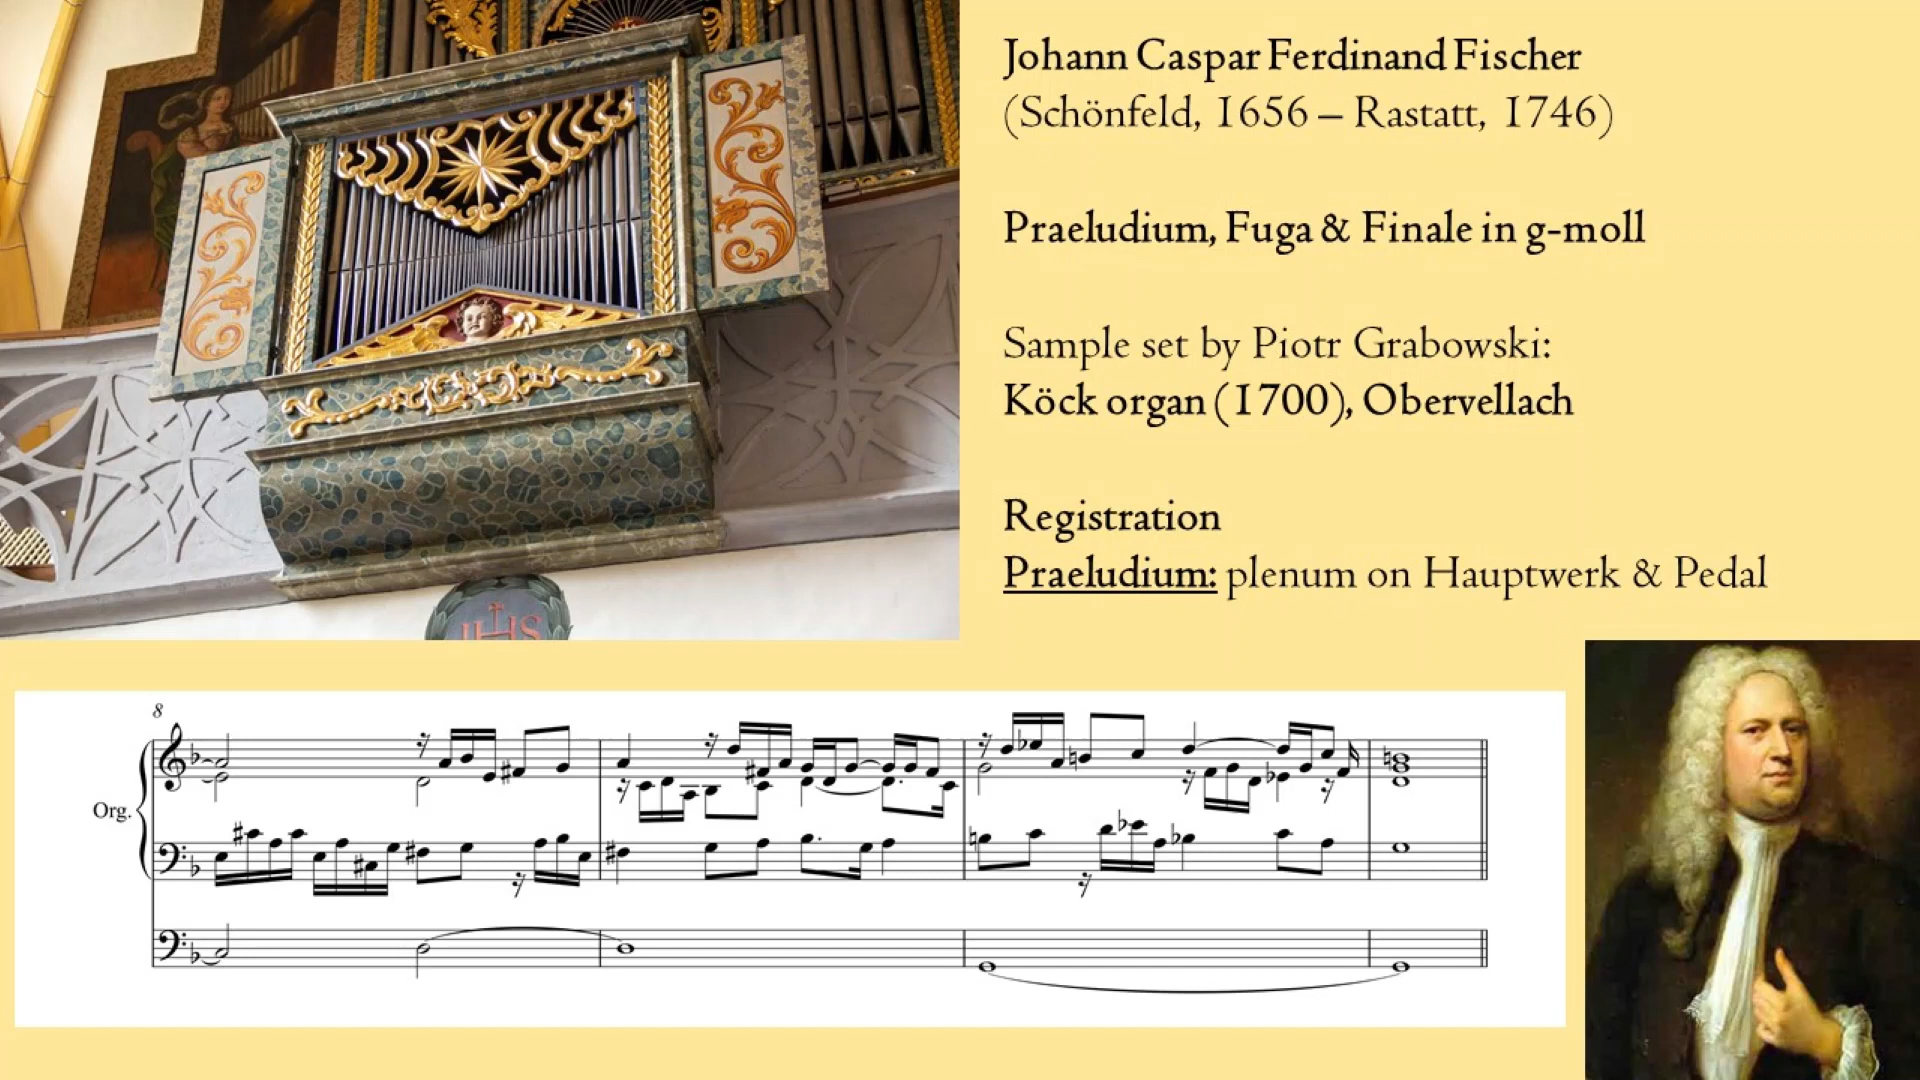 Johann Caspar Ferdinand Fischer
(Schönfeld, 1656 – Rastatt, 1746)
Praeludium, Fuga & Finale in g-moll
Sample set by Piotr Grabowski:
Köck organ (1700), Obervellach
Registration
Praeludium: plenum on Hauptwerk & Pedal
IHS
8
Org.